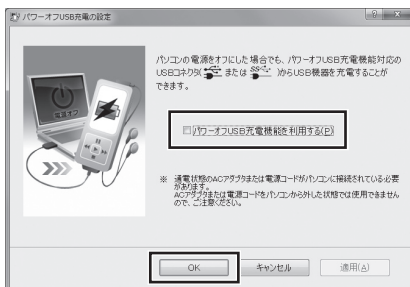 パワーオフUSB充電の設定
パソコンの電源をオフにした場合でも、パワーオフUSB充電機能対応の
USBコネクタ( または )からUSB機器を充電することが
できます。
電源オフ
パワーオフUSB充電機能を利用する(P)
※ 通電状態のACアダプタまたは電源コードがパソコンに接続されている必要
があります。
ACアダプタまたは電源コードをパソコンから外した状態では使用できません
ので、ご注意ください。
OK キャンセル 適用(A)